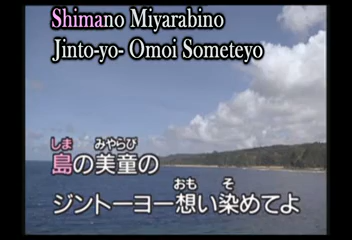 Shimano Miyarabino
Jinto-yo- Omoi Someteyo
しま みやらび
島の美童の
おも そ
ジントーヨー想い染めてよ